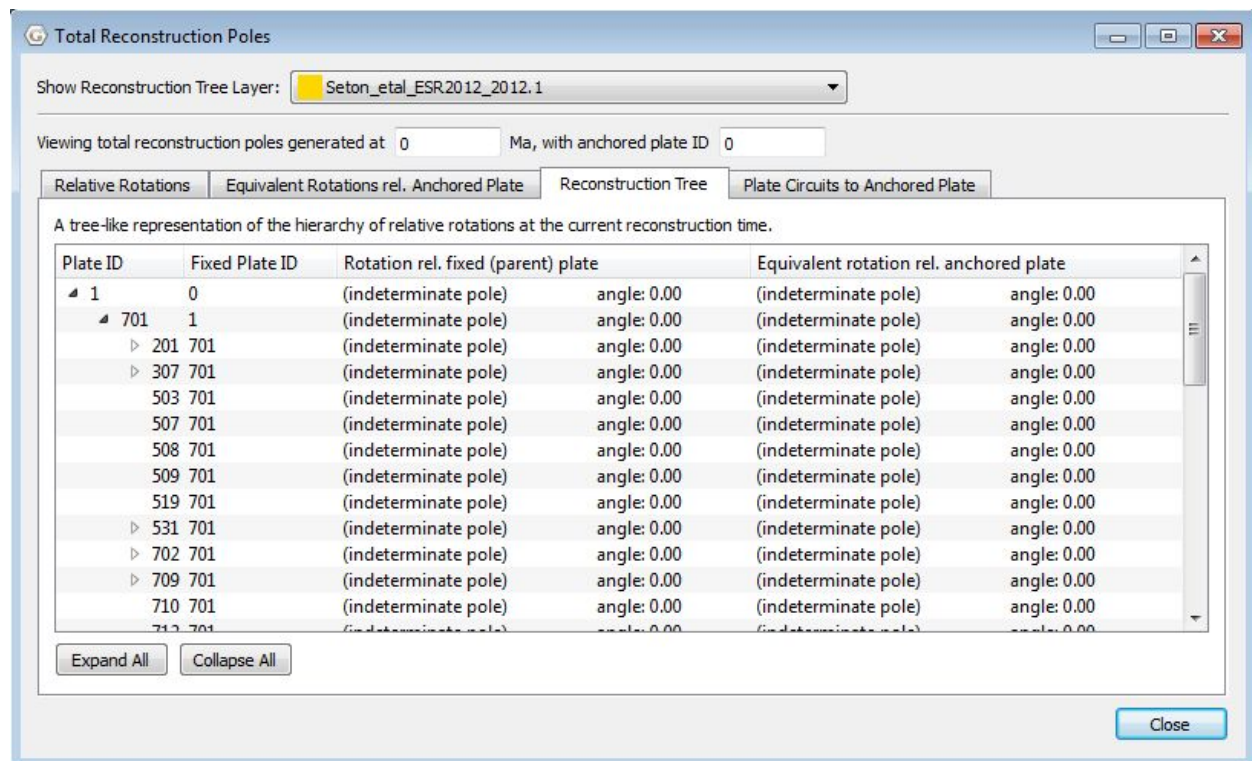 Total Reconstruction Poles
Show Reconstruction Tree Layer: Seton_etal_ESR2012_2012.1
Viewing total reconstruction poles generated at 0 Ma, with anchored plate ID 0
Relative Rotations Equivalent Rotations rel. Anchored Plate Reconstruction Tree Plate Circuits to Anchored Plate
A tree-like representation of the hierarchy of relative rotations at the current reconstruction time.
Plate ID Fixed Plate ID Rotation rel. fixed (parent) plate Equivalent rotation rel. anchored plate
1 0 (indeterminate pole) angle: 0.00 (indeterminate pole) angle: 0.00
701 1 (indeterminate pole) angle: 0.00 (indeterminate pole) angle: 0.00
201 701 (indeterminate pole) angle: 0.00 (indeterminate pole) angle: 0.00
307 701 (indeterminate pole) angle: 0.00 (indeterminate pole) angle: 0.00
503 701 (indeterminate pole) angle: 0.00 (indeterminate pole) angle: 0.00
507 701 (indeterminate pole) angle: 0.00 (indeterminate pole) angle: 0.00
508 701 (indeterminate pole) angle: 0.00 (indeterminate pole) angle: 0.00
509 701 (indeterminate pole) angle: 0.00 (indeterminate pole) angle: 0.00
519 701 (indeterminate pole) angle: 0.00 (indeterminate pole) angle: 0.00
531 701 (indeterminate pole) angle: 0.00 (indeterminate pole) angle: 0.00
702 701 (indeterminate pole) angle: 0.00 (indeterminate pole) angle: 0.00
709 701 (indeterminate pole) angle: 0.00 (indeterminate pole) angle: 0.00
710 701 (indeterminate pole) angle: 0.00 (indeterminate pole) angle: 0.00
701 (indeterminate pole) angle: 0.00 (indeterminate pole) angle: 0.00
Expand All Collapse All
Close